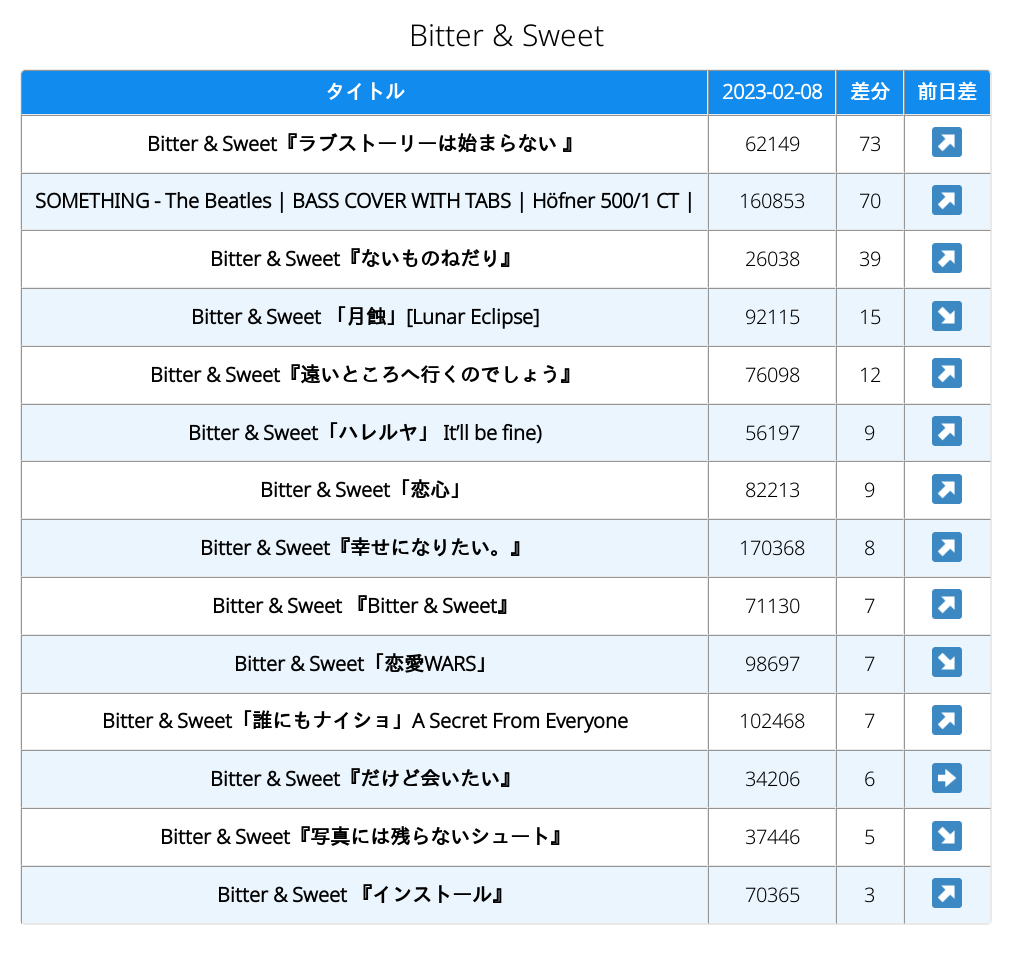 Bitter & Sweet
タイトル 2023-02-08 差分 前日差
Bitter & Sweet『ラブストーリーは始まらない 』 62149 73 ↗
SOMETHING - The Beatles | BASS COVER WITH TABS | Höfner 500/1 CT | 160853 70 ↗
Bitter & Sweet『ないものねだり』 26038 39 ↗
Bitter & Sweet 「月蝕」[Lunar Eclipse] 92115 15 ↘
Bitter & Sweet『遠いところへ行くのでしょう』 76098 12 ↗
Bitter & Sweet「ハレルヤ」 It’ll be fine) 56197 9 ↗
Bitter & Sweet「恋心」 82213 9 ↗
Bitter & Sweet『幸せになりたい。』 170368 8 ↗
Bitter & Sweet 『Bitter & Sweet』 71130 7 ↗
Bitter & Sweet「恋愛WARS」 98697 7 ↘
Bitter & Sweet「誰にもナイショ」A Secret From Everyone 102468 7 ↗
Bitter & Sweet『だけど会いたい』 34206 6 ➡
Bitter & Sweet『写真には残らないシュート』 37446 5 ↘
Bitter & Sweet 『インストール』 70365 3 ↗